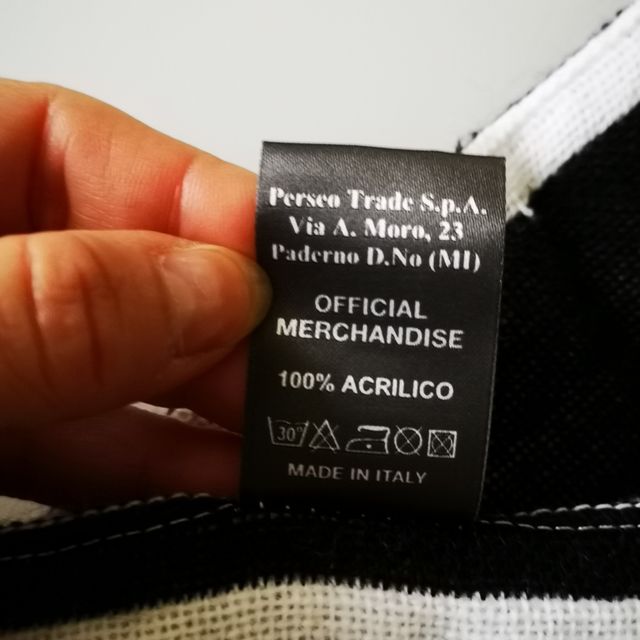 Perseo Trade S.p.A.
Via A. Moro, 23
Paderno D.No (MI)
OFFICIAL
MERCHANDISE
100% ACRILICO
30°
MADE IN ITALY